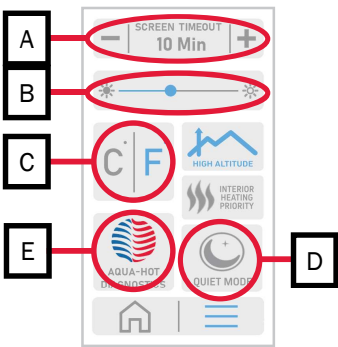 A
SCREEN TIMEOUT
− 10 Min +
B
C
C° | F
HIGH ALTITUDE
INTERIOR
HEATING
PRIORITY
E
AQUA-HOT
DIAGNOSTICS
QUIET MODE
D